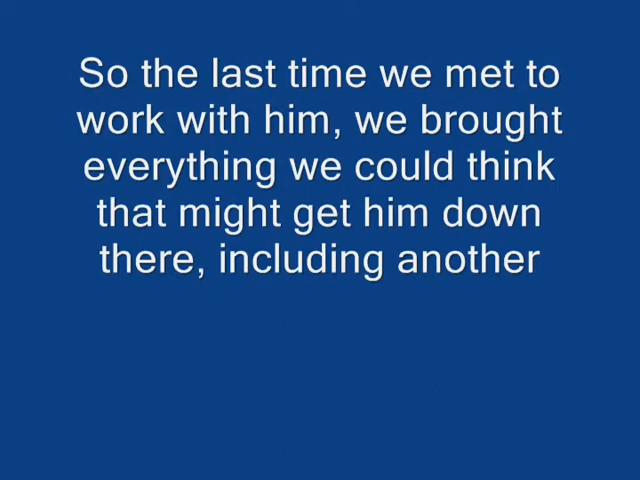 So the last time we met to
work with him, we brought
everything we could think
that might get him down
there, including another